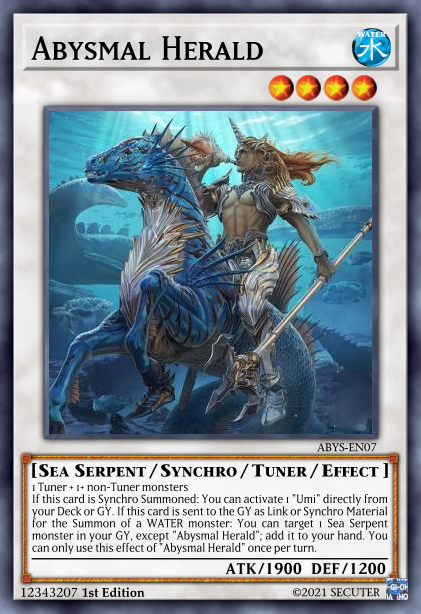 ABYSMAL HERALD
WATER
水
ABYS-EN07
[SEA SERPENT / SYNCHRO / TUNER / EFFECT]
1 Tuner + 1+ non-Tuner monsters
If this card is Synchro Summoned: You can activate 1 "Umi" directly from
your Deck or GY. If this card is sent to the GY as Link or Synchro Material
for the Summon of a WATER monster: You can target 1 Sea Serpent
monster in your GY, except "Abysmal Herald"; add it to your hand. You
can only use this effect of "Abysmal Herald" once per turn.
ATK/1900 DEF/1200
12343207 1st Edition
©2021 SECUTER